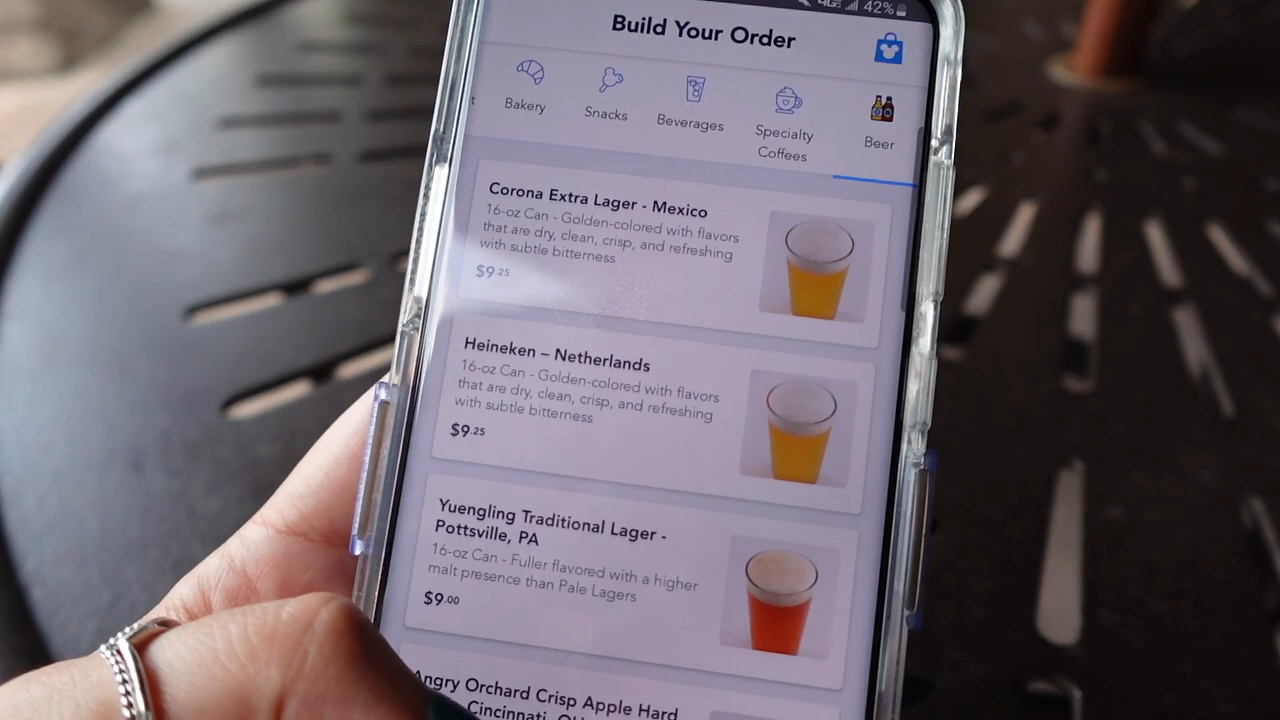 4G 42%
Build Your Order
t
Bakery
Snacks
Beverages
Specialty
Coffees
Beer
Corona Extra Lager - Mexico
16-oz Can - Golden-colored with flavors
that are dry, clean, crisp, and refreshing
with subtle bitterness
$9.25
Heineken – Netherlands
16-oz Can - Golden-colored with flavors
that are dry, clean, crisp, and refreshing
with subtle bitterness
$9.25
Yuengling Traditional Lager -
Pottsville, PA
16-oz Can - Fuller flavored with a higher
malt presence than Pale Lagers
$9.00
Angry Orchard Crisp Apple Hard
Cincinnati, OH